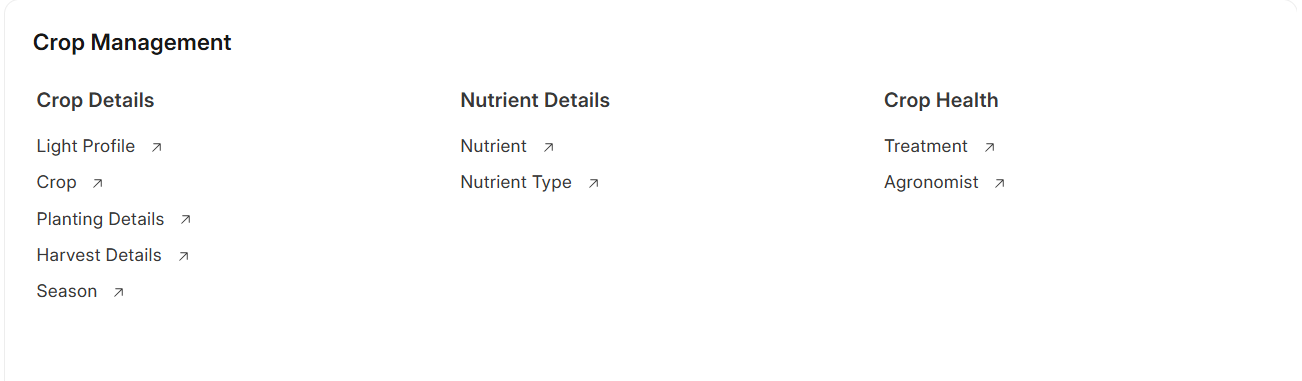 Crop Management
Crop Details
Light Profile
Crop
Planting Details
Harvest Details
Season
Nutrient Details
Nutrient
Nutrient Type
Crop Health
Treatment
Agronomist